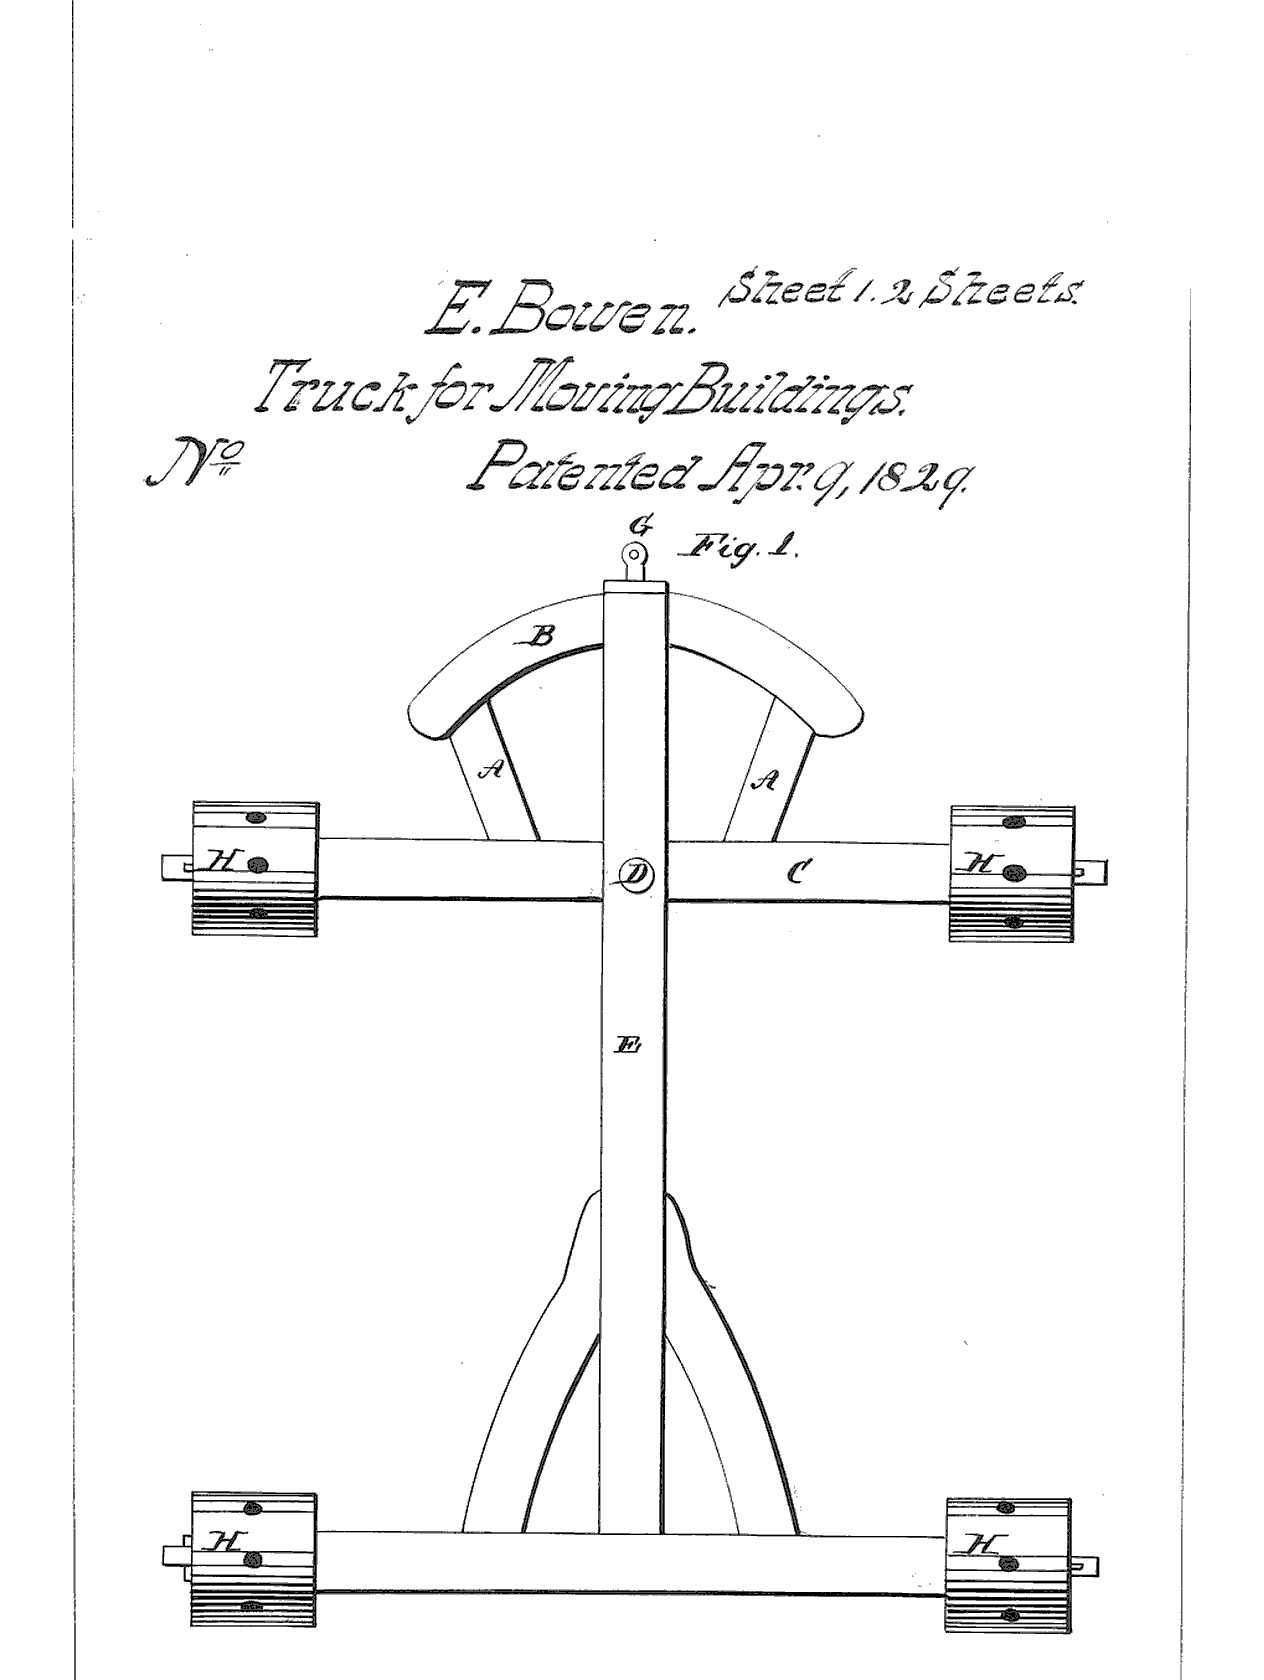 Sheet 1. 2 Sheets.
E. Bowen.
Truck for Moving Buildings.
No
Patented Apr. 9, 1829.
G
Fig. 1.
B
A A
H D C H
E
H H